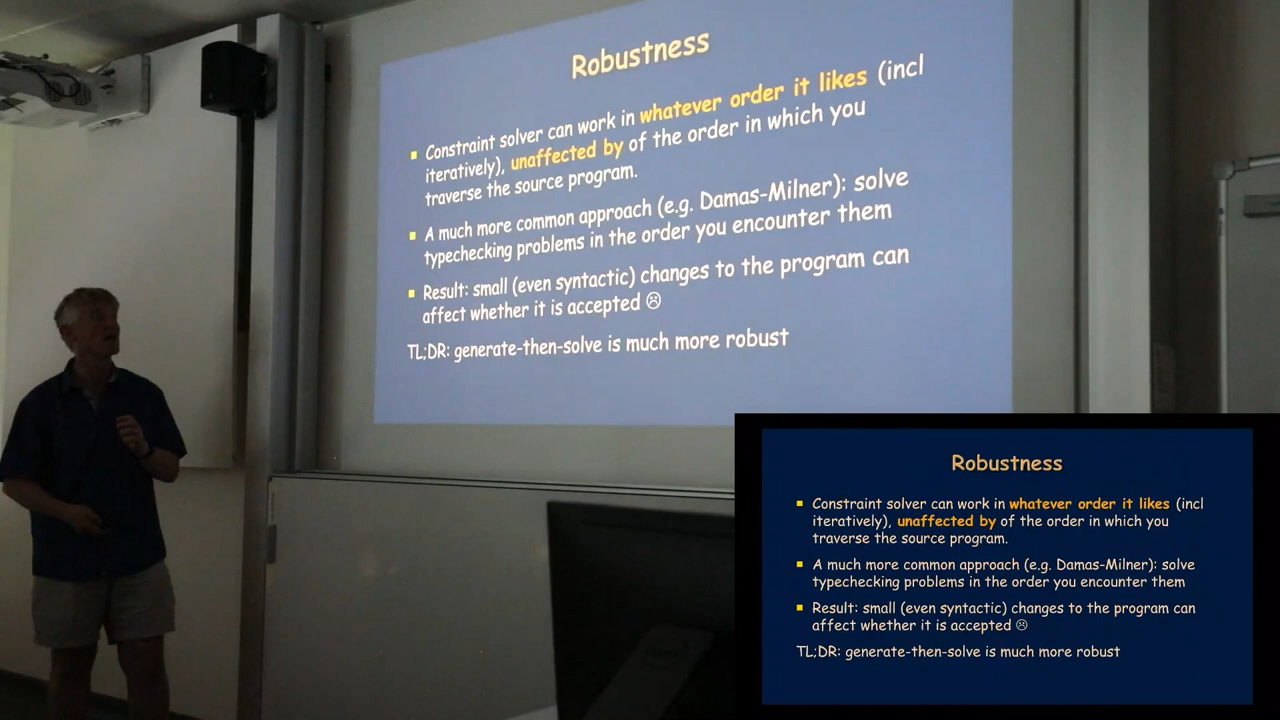 Robustness
▪ Constraint solver can work in whatever order it likes (incl
iteratively), unaffected by of the order in which you
traverse the source program.
▪ A much more common approach (e.g. Damas-Milner): solve
typechecking problems in the order you encounter them
▪ Result: small (even syntactic) changes to the program can
affect whether it is accepted ☹
TL;DR: generate-then-solve is much more robust
Robustness
▪ Constraint solver can work in whatever order it likes (incl
iteratively), unaffected by of the order in which you
traverse the source program.
▪ A much more common approach (e.g. Damas-Milner): solve
typechecking problems in the order you encounter them
▪ Result: small (even syntactic) changes to the program can
affect whether it is accepted ☹
TL;DR: generate-then-solve is much more robust